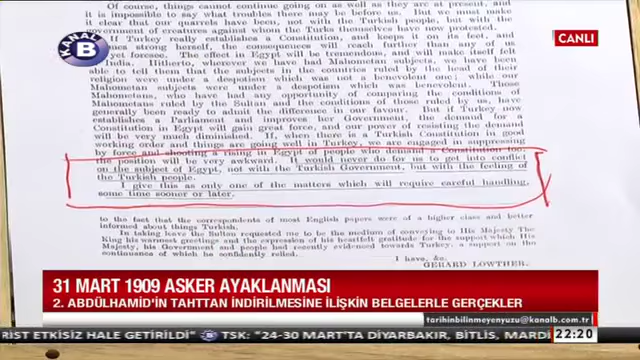 Of course, things cannot continue going on as well as they are at present, and
it is impossible to say what troubles there may be before us. But we must make
it clear that our quarrels have been, not with the Turkish people, but with the
government of creatures against whom the Turks themselves have now protested.
If Turkey really establishes a Constitution, and keeps it on its feet, and
becomes strong herself, the consequences will reach further than any of us
yet foresee. The effect in Egypt will be tremendous, and will make itself felt
India. Hitherto, wherever we have had Mahometan subjects, we have been
able to tell them that the subjects in the countries ruled by the head of their
religion were under a despotism which was not a benevolent one; while our
Mahometan subjects were under a despotism which was benevolent. Those
Mahometans, who have had any opportunity of comparing the conditions of
Mahometans ruled by the Sultan and the conditions of those ruled by us, have
generally been ready to admit the difference in our favour. But if Turkey now
establishes a Parliament and improves her Government, the demand for a
Constitution in Egypt will gain great force, and our power of resisting the demand
will be very much diminished. If, when there is a Turkish Constitution in good
working order and things are going well in Turkey, we are engaged in suppressing
by force and shooting a rising in Egypt of people who demand a Constitution too,
the position will be very awkward. It would never do for us to get into conflict
on the subject of Egypt, not with the Turkish Government, but with the feeling of
the Turkish people.
I give this as only one of the matters which will require careful handling,
some time sooner or later.
to the fact that the correspondents of most English papers were of a higher class and better
informed about things Turkish.
In taking leave the Sultan requested me to be the medium of conveying to His Majesty The
King his warmest greetings and the expression of his heartfelt gratitude for the support which His
Majesty, his Government and people had recently evidenced towards Turkey, a support on the
continuance of which he confidently relied.
I have, &c.
GERARD LOWTHER.
KANAL B
CANLI
31 MART 1909 ASKER AYAKLANMASI
2. ABDÜLHAMİD'İN TAHTTAN İNDİRİLMESİNE İLİŞKİN BELGELERLE GERÇEKLER
tarihinbilinmeyenyuzu@kanalb.com.tr
RİST ETKİSİZ HALE GETİRİLDİ" B TSK: "24-30 MART'TA DİYARBAKIR, BİTLİS, MARDİ
22:20